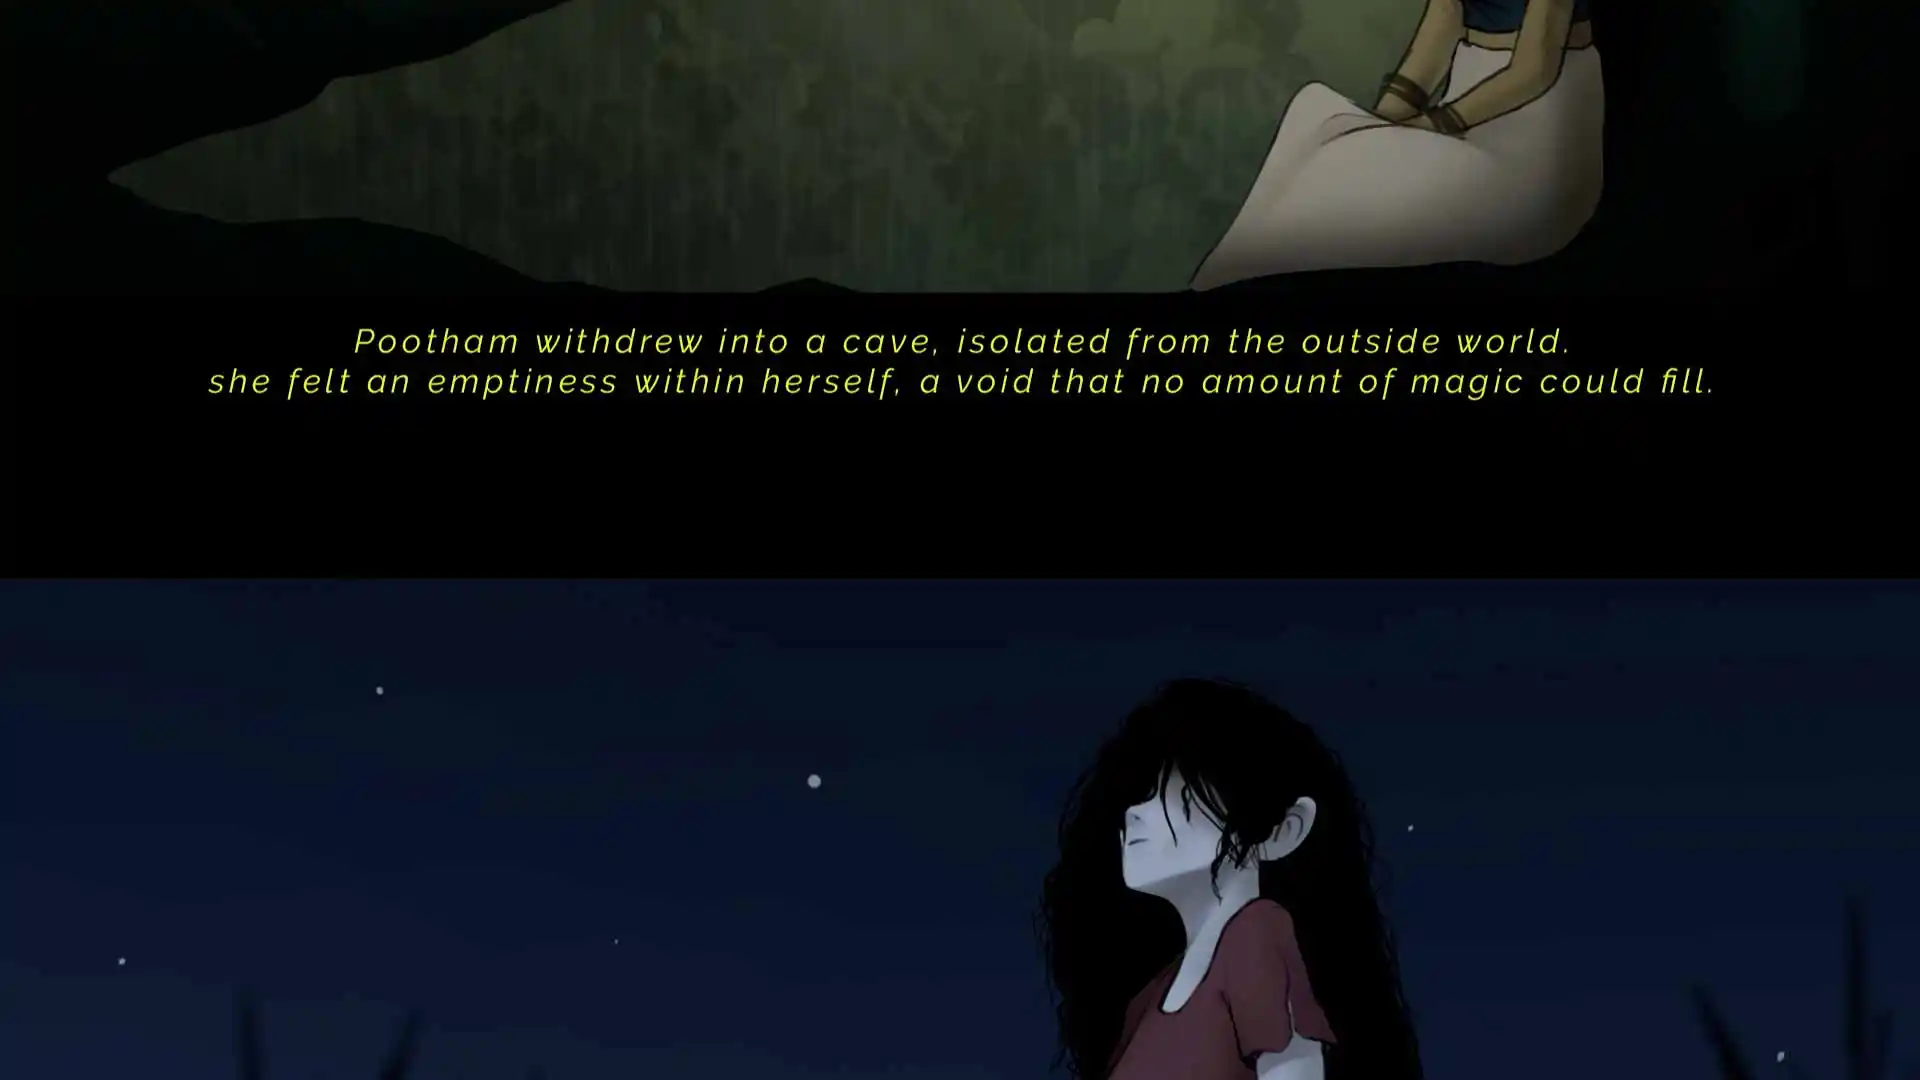 Pootham withdrew into a cave, isolated from the outside world.
she felt an emptiness within herself, a void that no amount of magic could fill.